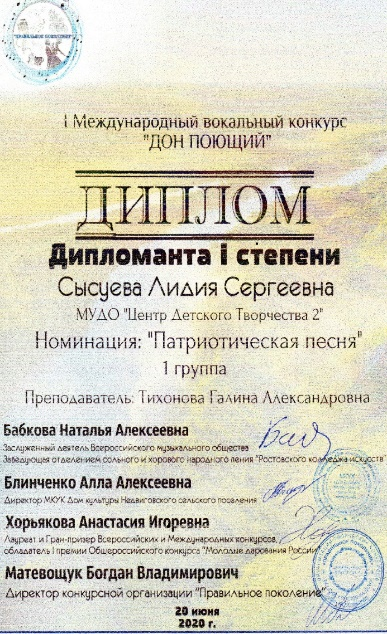 I Международный вокальный конкурс
"ДОН ПОЮЩИЙ"
ДИПЛОМ
Дипломанта I степени
Сысуева Лидия Сергеевна
МУДО "Центр Детского Творчества 2"
Номинация: "Патриотическая песня"
1 группа
Преподаватель: Тихонова Галина Александровна
Бабкова Наталья Алексеевна
Заслуженный деятель Всероссийского музыкального общества
Заведующая отделением сольного и хорового народного пения "Ростовского колледжа искусств"
Блинченко Алла Алексеевна
Директор МКУК Дом культуры Недвиговского сельского поселения
Хорьякова Анастасия Игоревна
Лауреат и Гран-призер Всероссийских и Международных конкурсов,
обладатель I премии Общероссийского конкурса "Молодые дарования России"
Матевощук Богдан Владимирович
Директор конкурсной организации "Правильное поколение"
20 июня
2020 г.